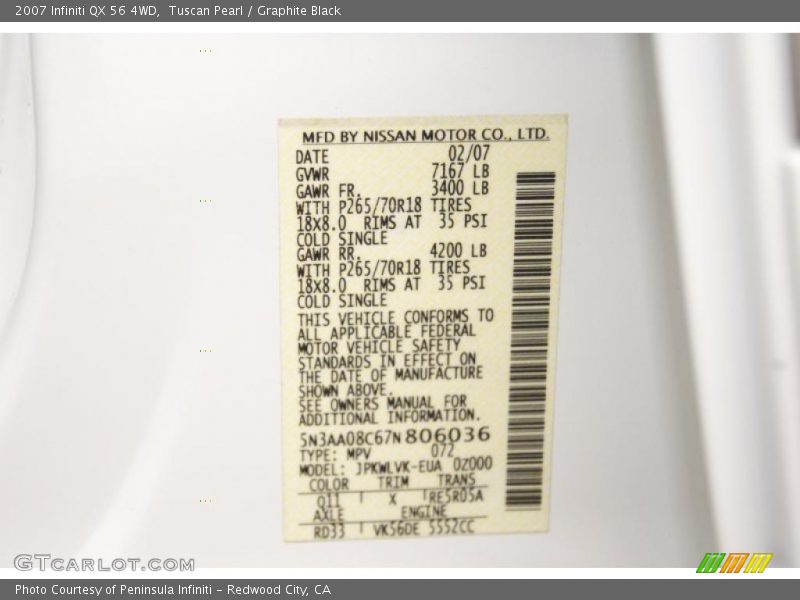 2007 Infiniti QX 56 4WD,  Tuscan Pearl / Graphite Black
MFD BY NISSAN MOTOR CO., LTD.
DATE 02/07
GVWR 7167 LB
GAWR FR. 3400 LB
WITH P265/70R18 TIRES
18X8.0 RIMS AT 35 PSI
COLD SINGLE
GAWR RR. 4200 LB
WITH P265/70R18 TIRES
18X8.0 RIMS AT 35 PSI
COLD SINGLE
THIS VEHICLE CONFORMS TO
ALL APPLICABLE FEDERAL
MOTOR VEHICLE SAFETY
STANDARDS IN EFFECT ON
THE DATE OF MANUFACTURE
SHOWN ABOVE.
SEE OWNERS MANUAL FOR
ADDITIONAL INFORMATION.
5N3AA08C67N806036
TYPE: MPV 072
MODEL: JPKWLVK-EUA 0Z000
COLOR TRIM TRANS
Q11 X RE5R05A
AXLE ENGINE
RD33 VK56DE 5552CC
GTCARLOT.COM
Photo Courtesy of Peninsula Infiniti - Redwood City, CA